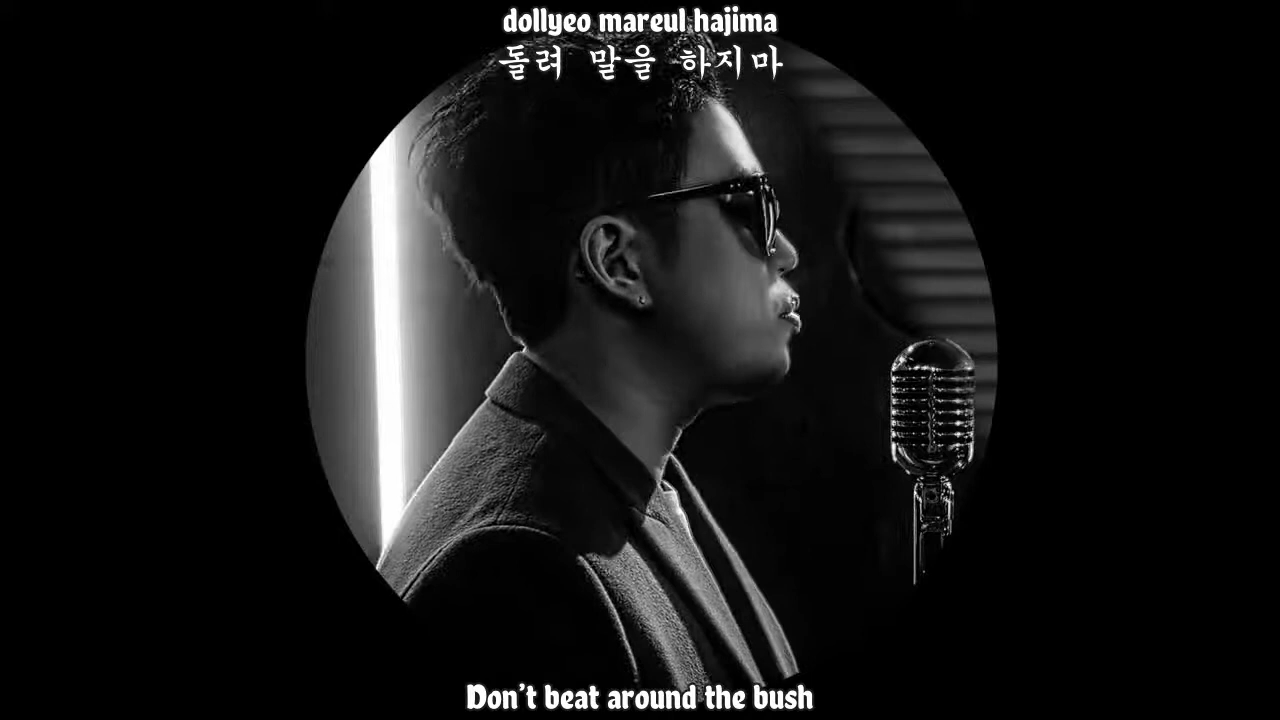 dollyeo mareul hajima
돌려 말을 하지마
Don't beat around the bush